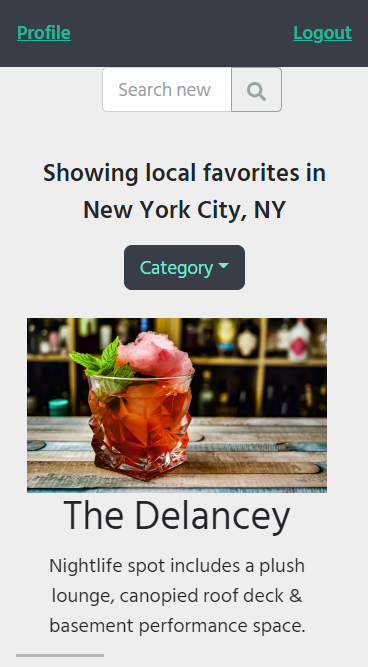 Profile Logout
Search new
Showing local favorites in
New York City, NY
Category
The Delancey
Nightlife spot includes a plush
lounge, canopied roof deck &
basement performance space.